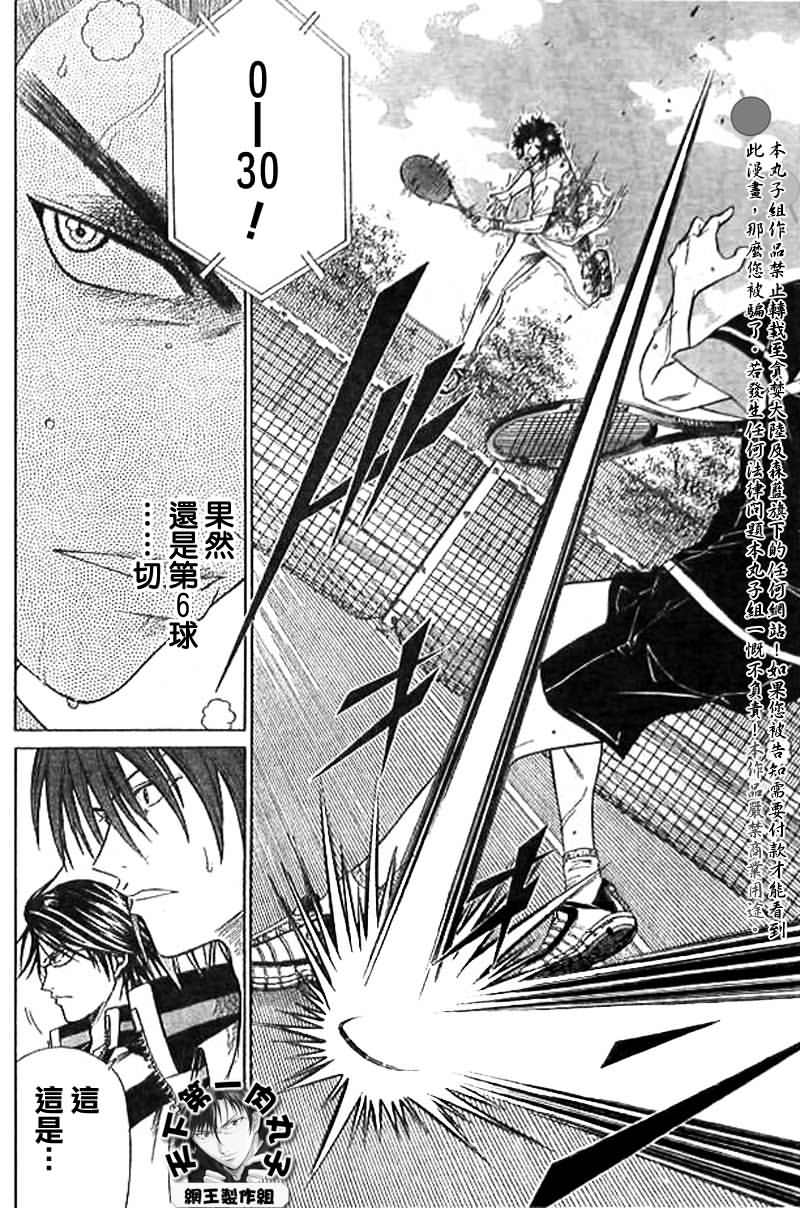 本丸子組作品禁止轉載至貪婪大陸及森藍旗下的任何網站！如果您被告知需要付款才能看到
此漫畫，那麼您被騙了。若發生任何法律問題本丸子組一慨不負責！本作品嚴禁商業用途。
0—30！
果然
還是第6球
……切
這
這是…
天下第一肉丸子
網王製作組